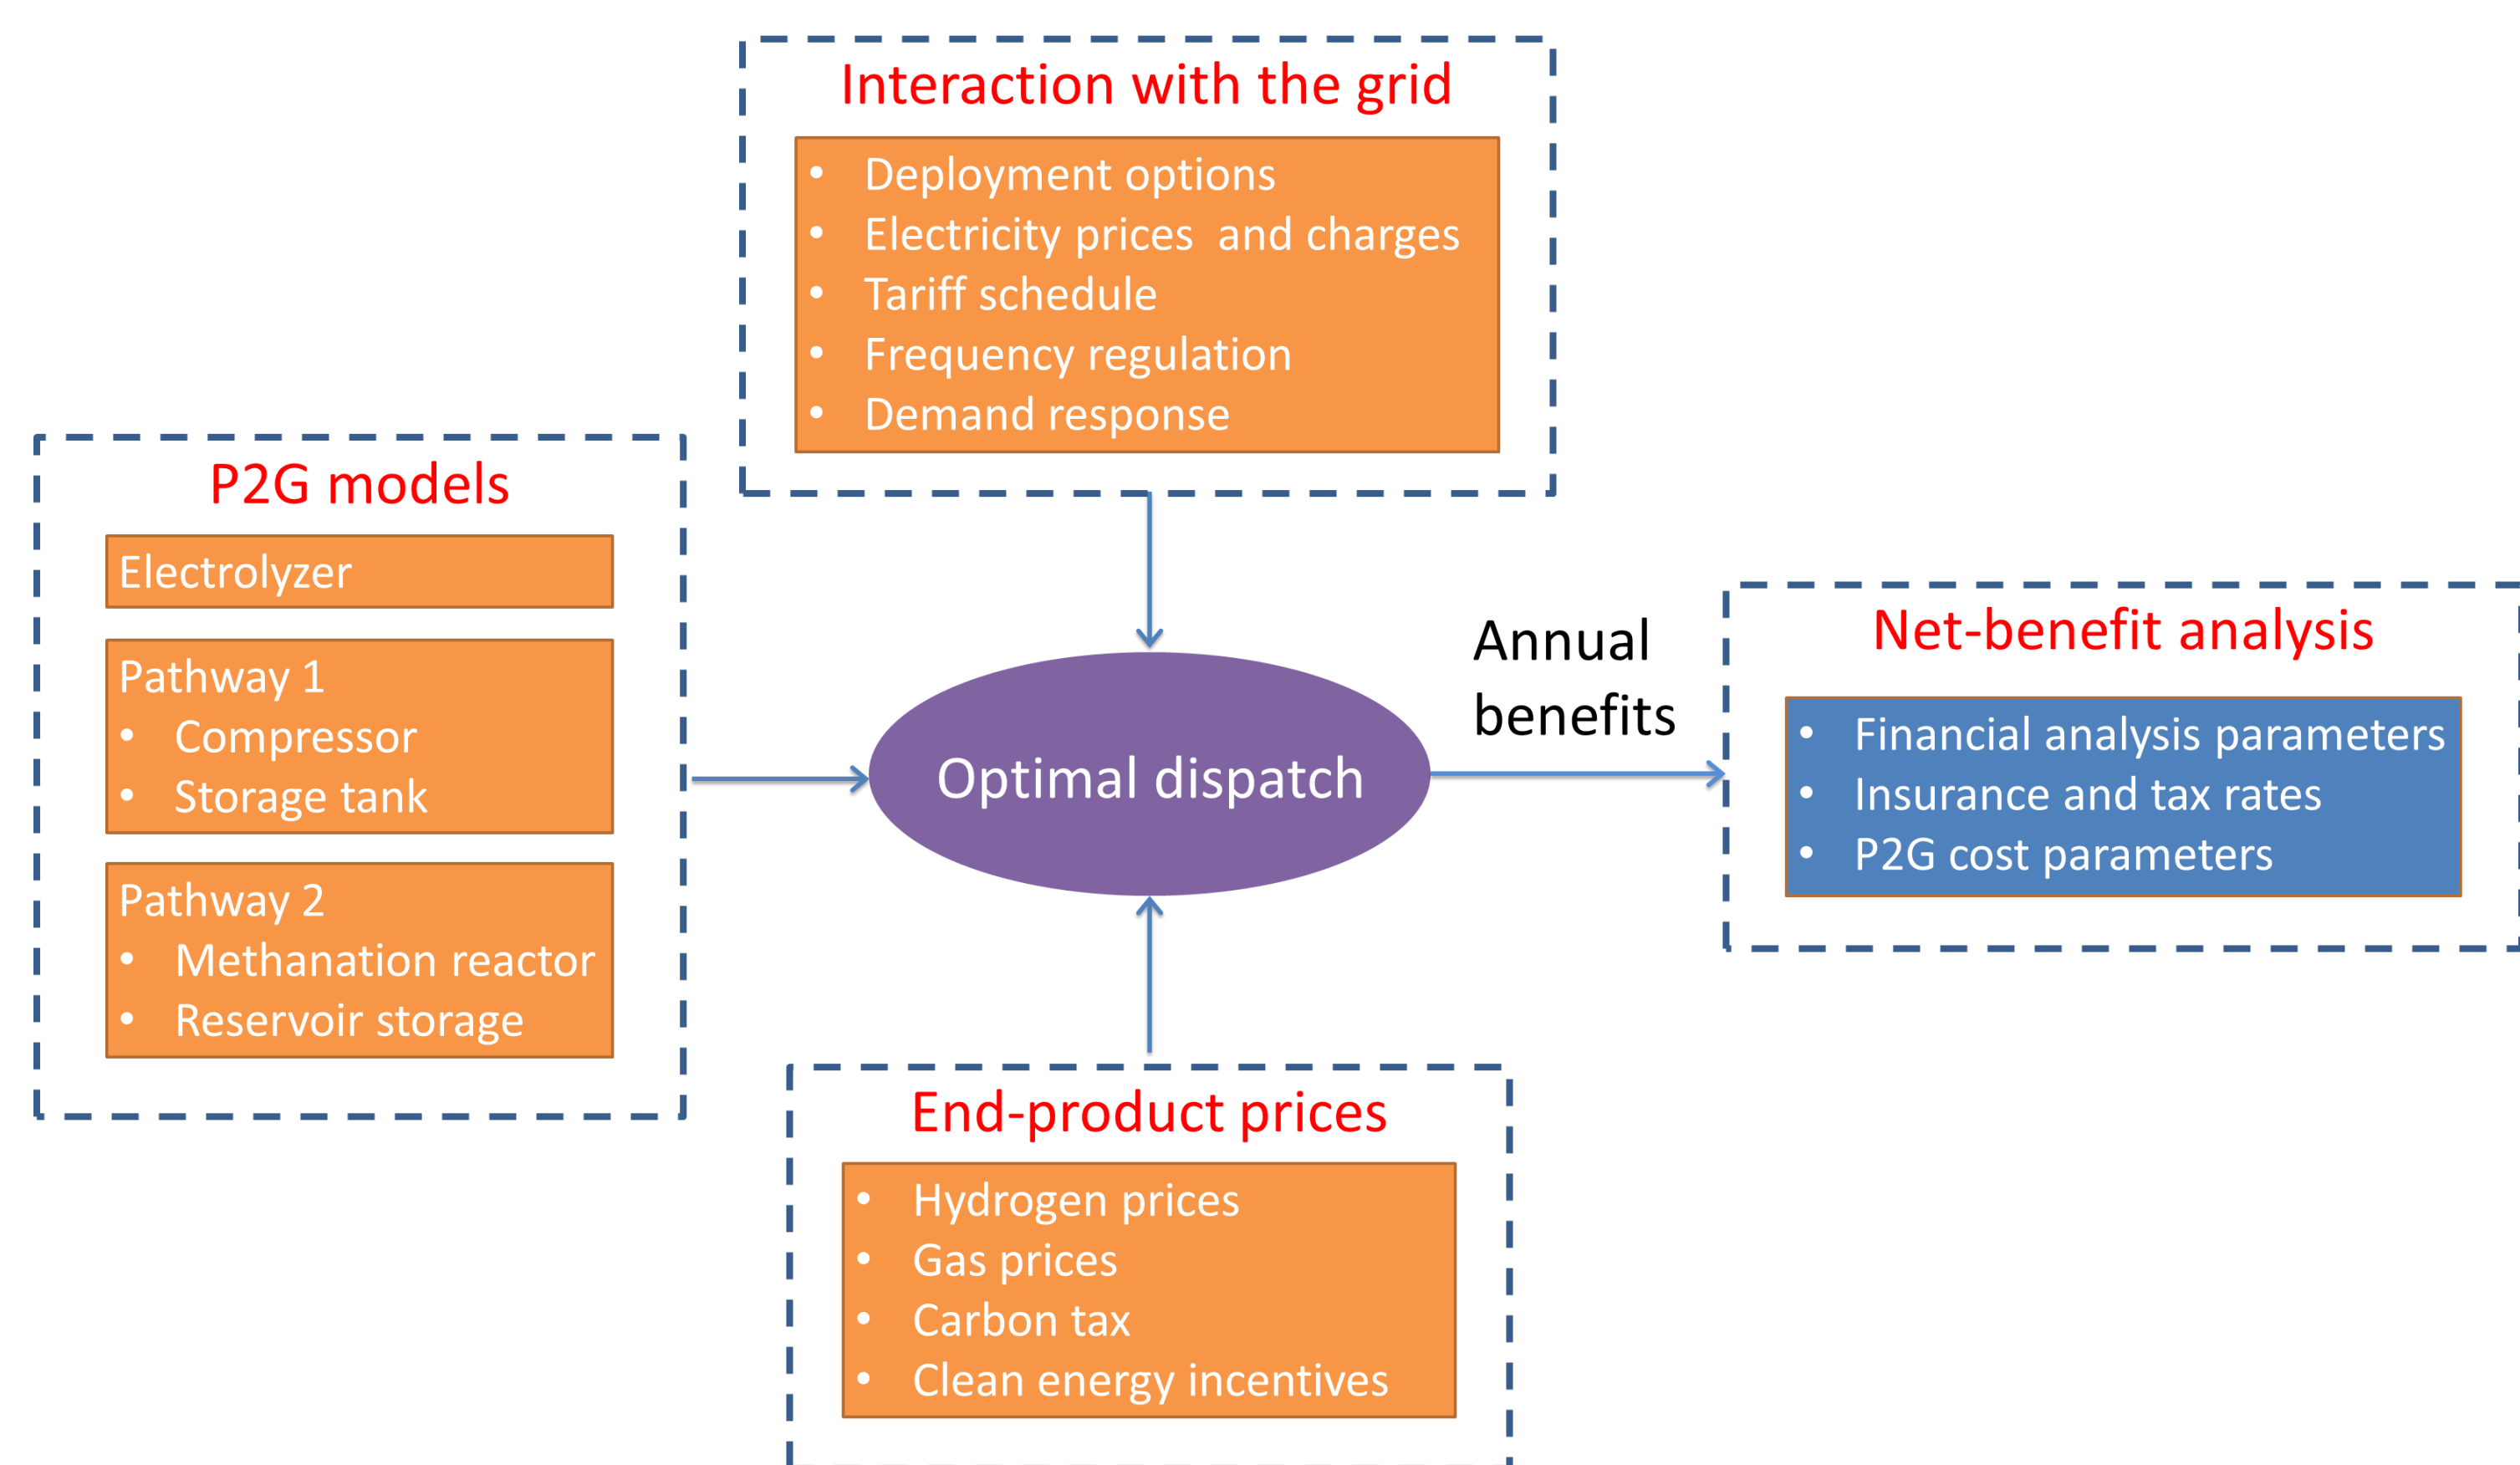 Interaction with the grid
• Deployment options
• Electricity prices and charges
• Tariff schedule
• Frequency regulation
• Demand response
P2G models
Electrolyzer
Pathway 1
• Compressor
• Storage tank
Pathway 2
• Methanation reactor
• Reservoir storage
Optimal dispatch
Annual
benefits
Net-benefit analysis
• Financial analysis parameters
• Insurance and tax rates
• P2G cost parameters
End-product prices
• Hydrogen prices
• Gas prices
• Carbon tax
• Clean energy incentives